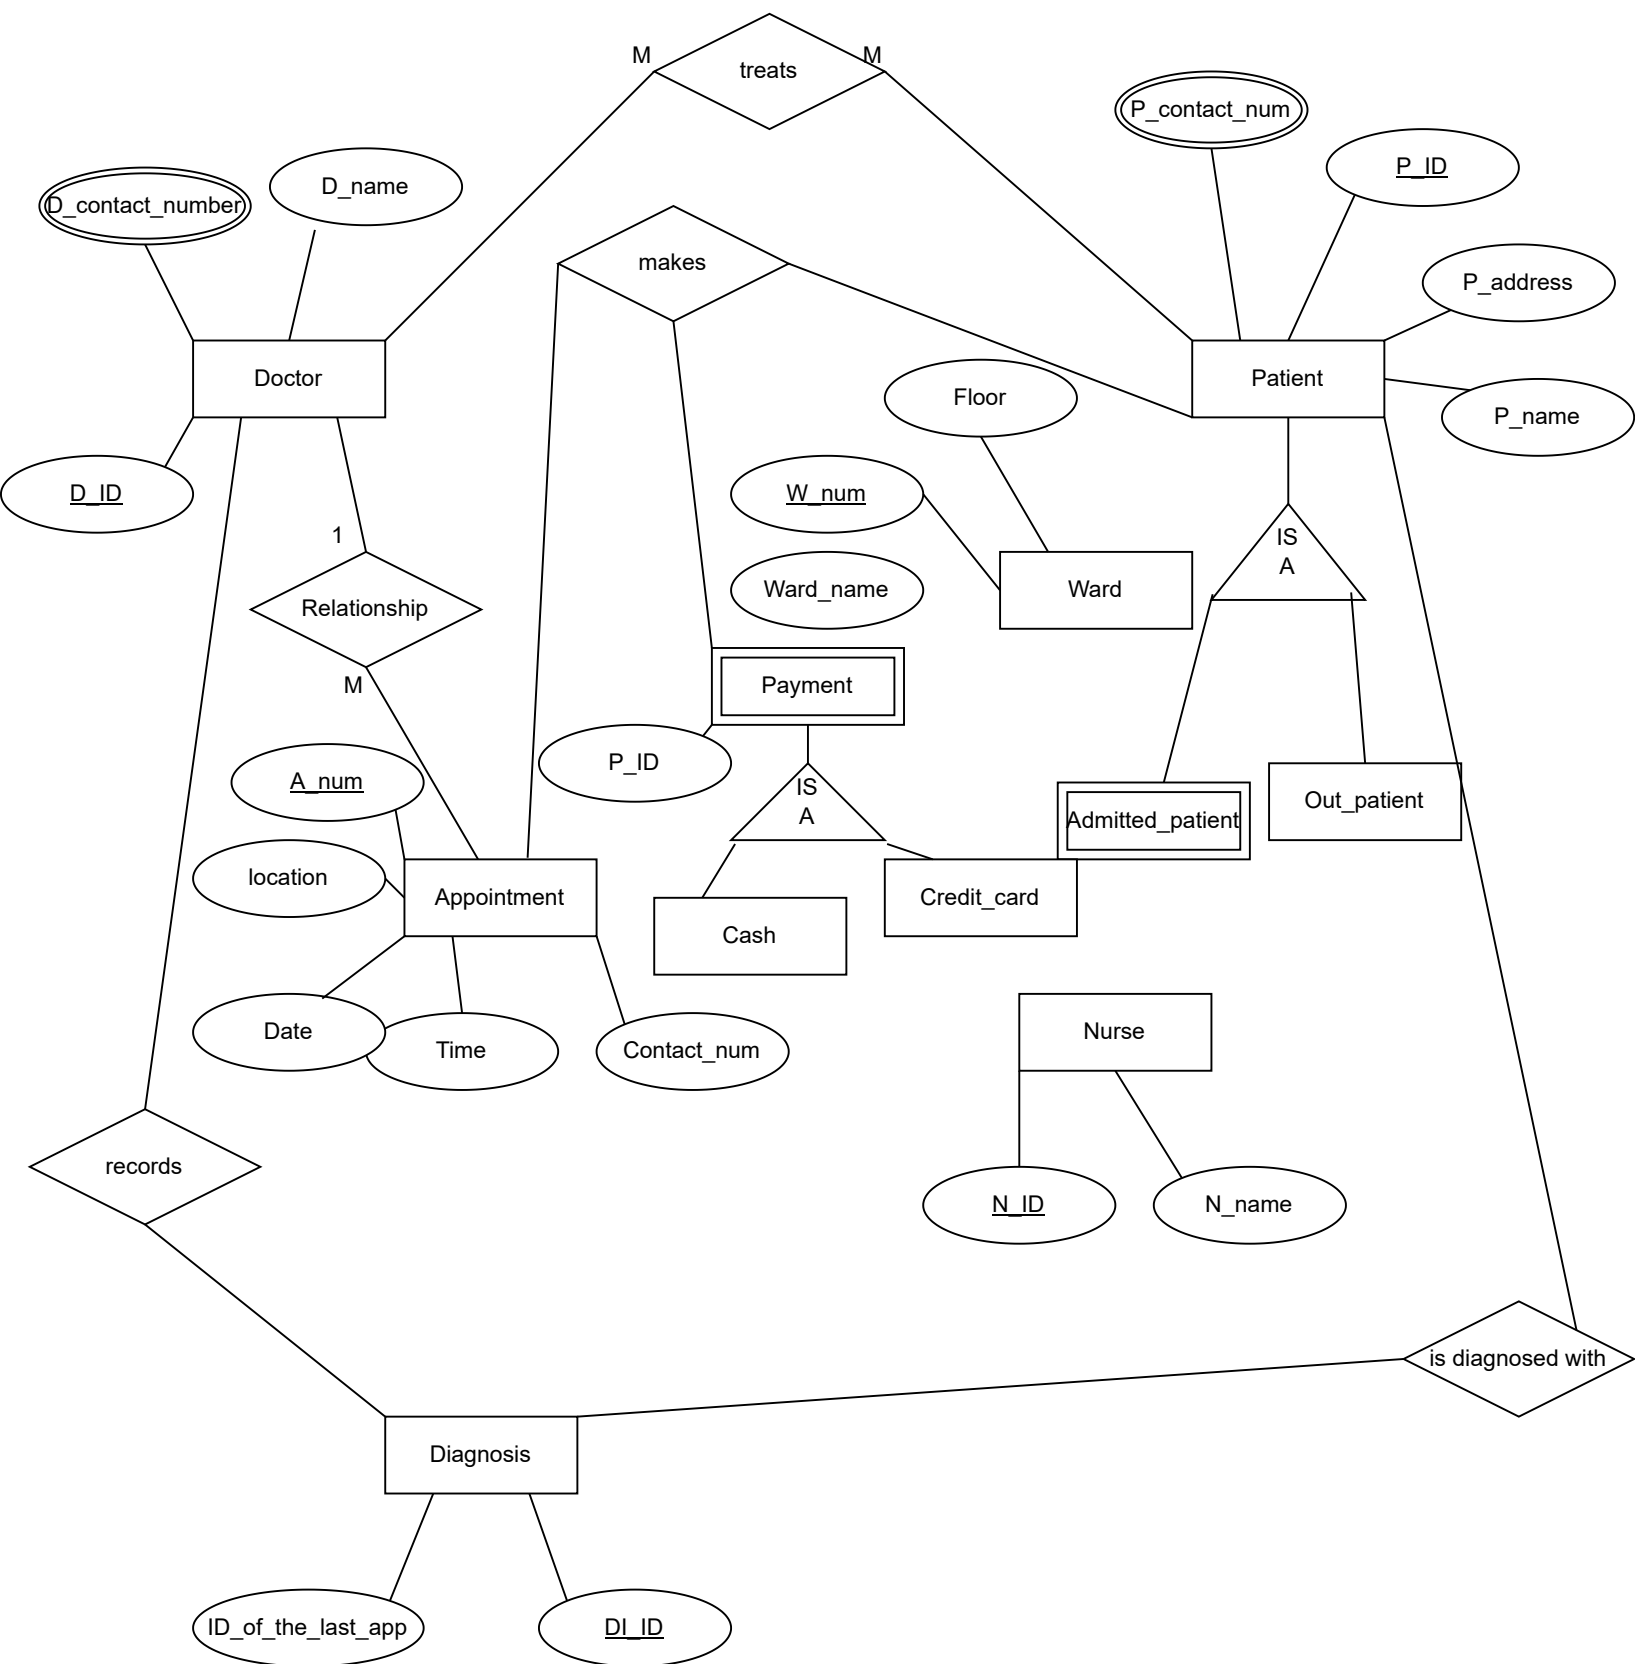 M
treats
M
P_contact_num
P_ID
D_contact_number
D_name
makes
P_address
Doctor
Patient
Floor
P_name
D_ID
W_num
1
IS
A
Ward_name
Ward
Relationship
M
Payment
P_ID
A_num
IS
A
Out_patient
Admitted_patient
location
Appointment
Credit_card
Cash
Date
Time
Contact_num
Nurse
records
N_ID
N_name
is diagnosed with
Diagnosis
ID_of_the_last_app
DI_ID